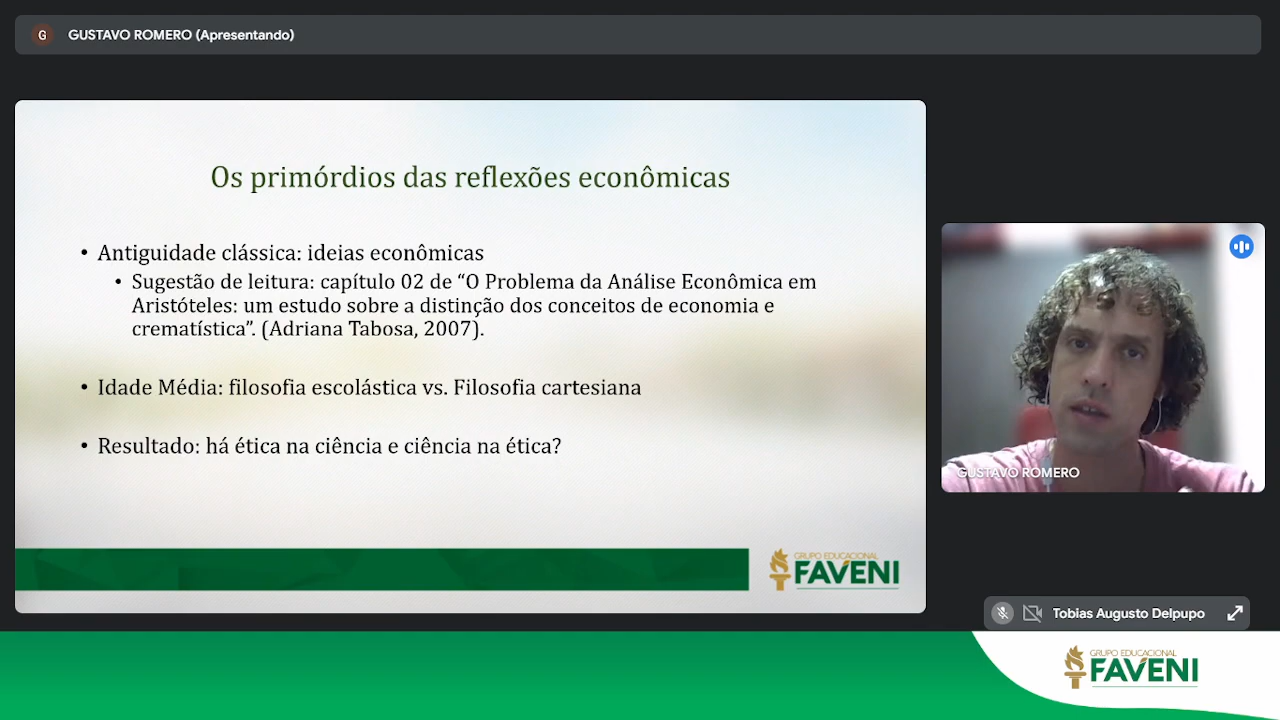 G GUSTAVO ROMERO (Apresentando)
Os primórdios das reflexões econômicas
• Antiguidade clássica: ideias econômicas
• Sugestão de leitura: capítulo 02 de “O Problema da Análise Econômica em
Aristóteles: um estudo sobre a distinção dos conceitos de economia e
crematística”. (Adriana Tabosa, 2007).
• Idade Média: filosofia escolástica vs. Filosofia cartesiana
• Resultado: há ética na ciência e ciência na ética?
GRUPO EDUCACIONAL
FAVENI
GUSTAVO ROMERO
Tobias Augusto Delpupo
GRUPO EDUCACIONAL
FAVENI